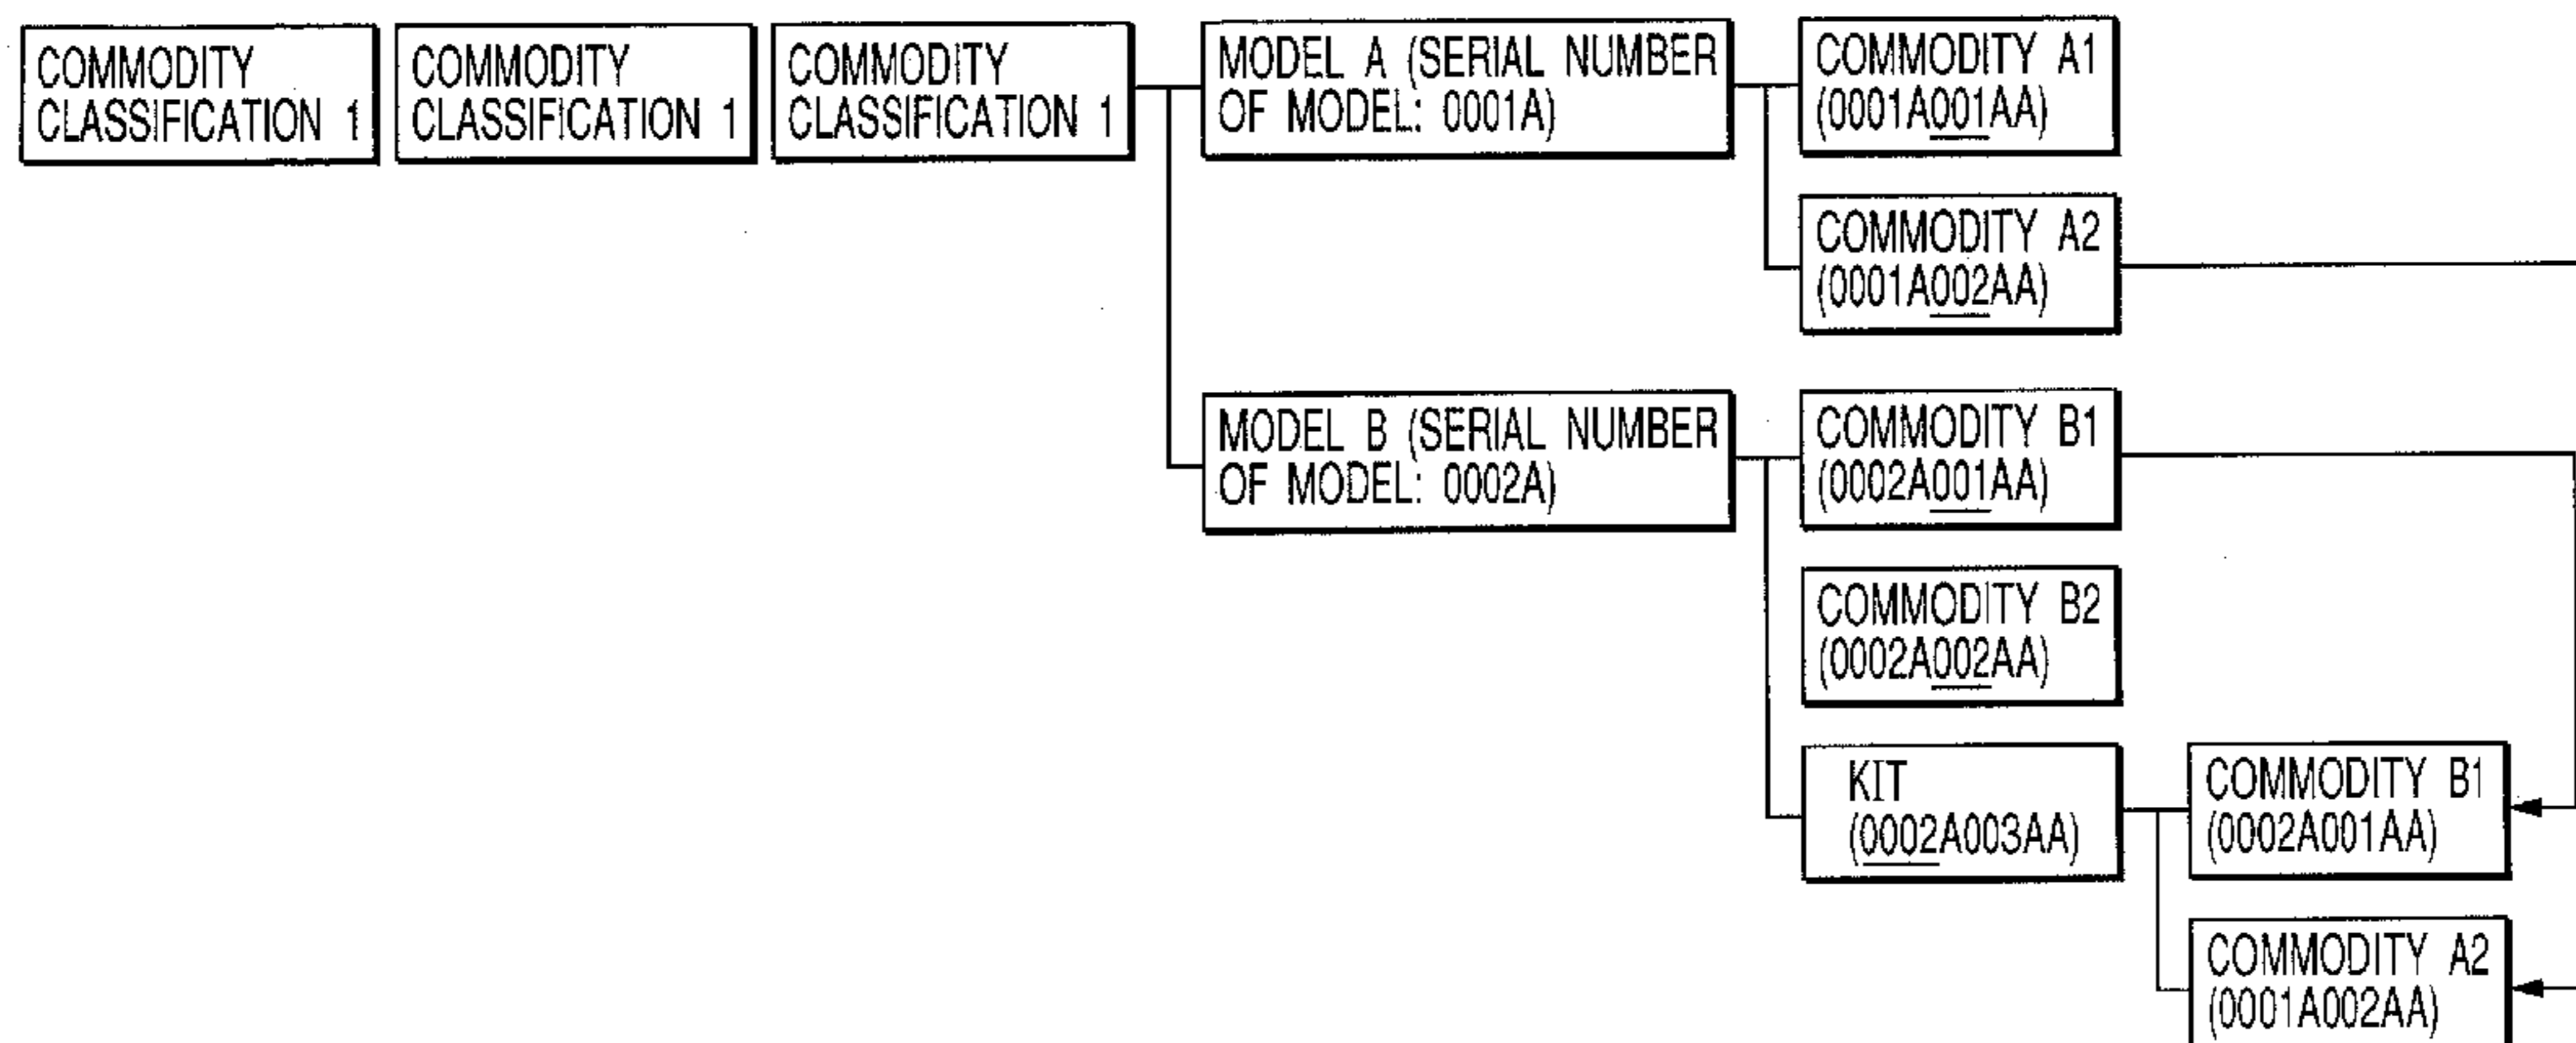 COMMODITY
CLASSIFICATION 1
COMMODITY
CLASSIFICATION 1
COMMODITY
CLASSIFICATION 1
MODEL A (SERIAL NUMBER
OF MODEL: 0001A)
COMMODITY A1
(0001A001AA)
COMMODITY A2
(0001A002AA)
MODEL B (SERIAL NUMBER
OF MODEL: 0002A)
COMMODITY B1
(0002A001AA)
COMMODITY B2
(0002A002AA)
KIT
(0002A003AA)
COMMODITY B1
(0002A001AA)
COMMODITY A2
(0001A002AA)